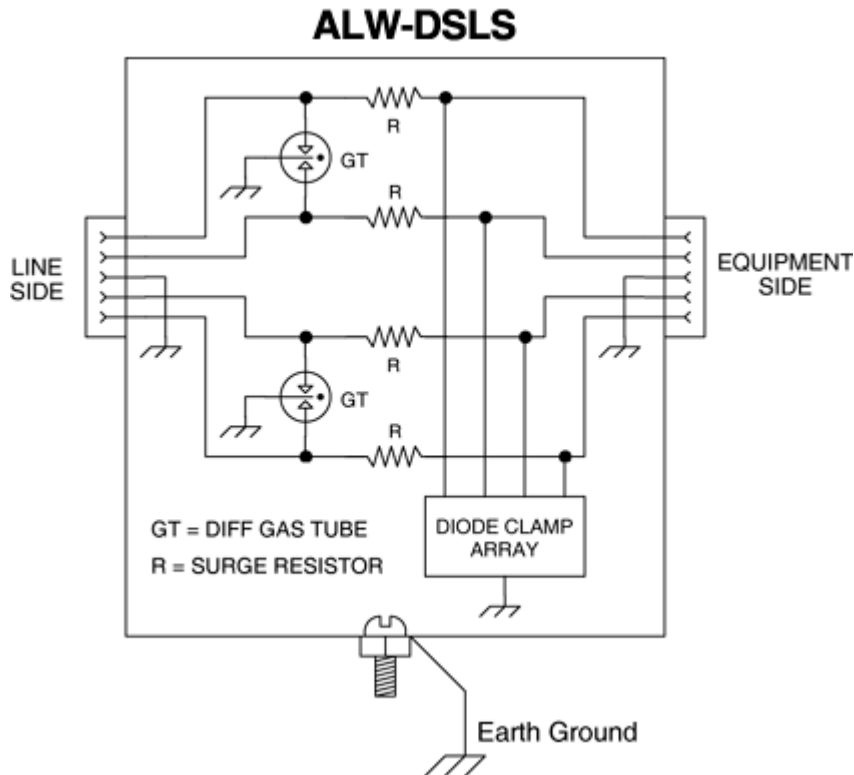 ALW-DSLS
R
GT
R
LINE
SIDE
EQUIPMENT
SIDE
R
GT
R
GT = DIFF GAS TUBE
R = SURGE RESISTOR
DIODE CLAMP
ARRAY
Earth Ground